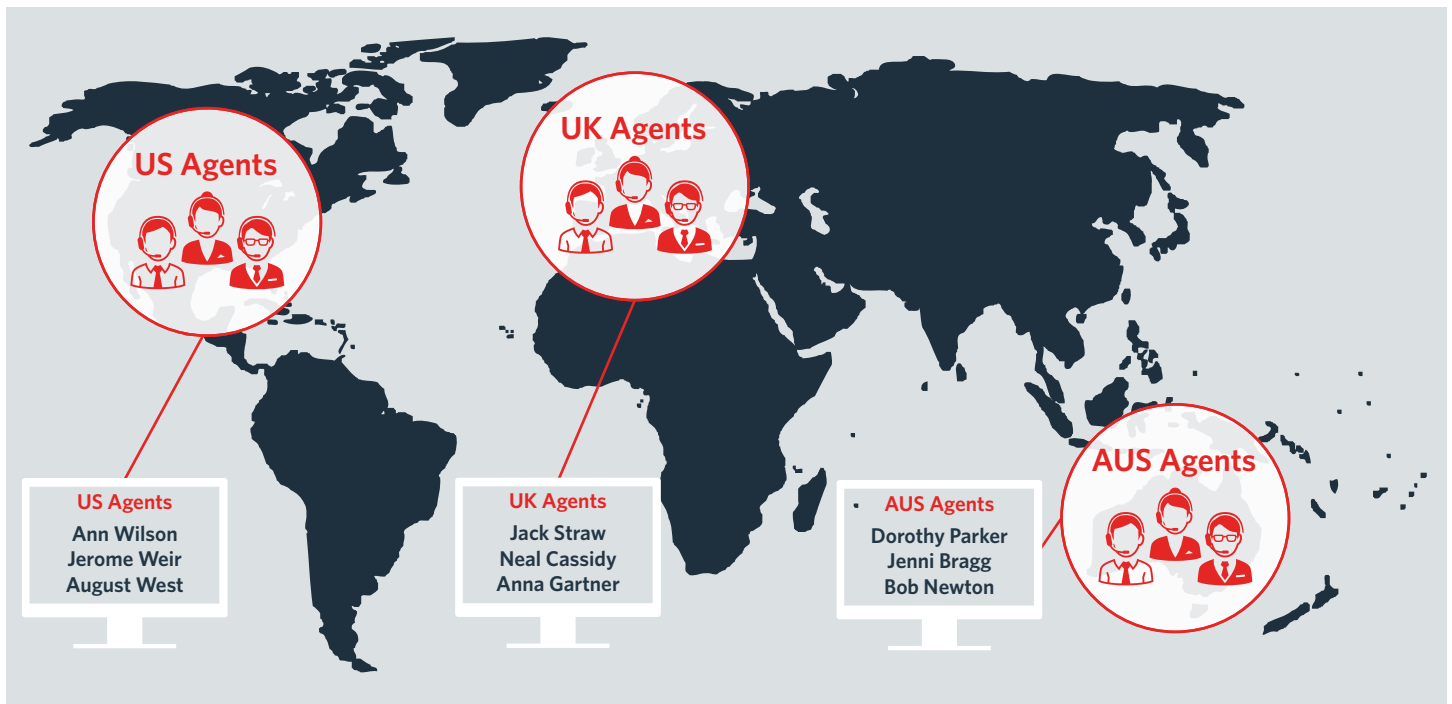 US Agents
UK Agents
AUS Agents
US Agents
Ann Wilson
Jerome Weir
August West
UK Agents
Jack Straw
Neal Cassidy
Anna Gartner
AUS Agents
Dorothy Parker
Jenni Bragg
Bob Newton